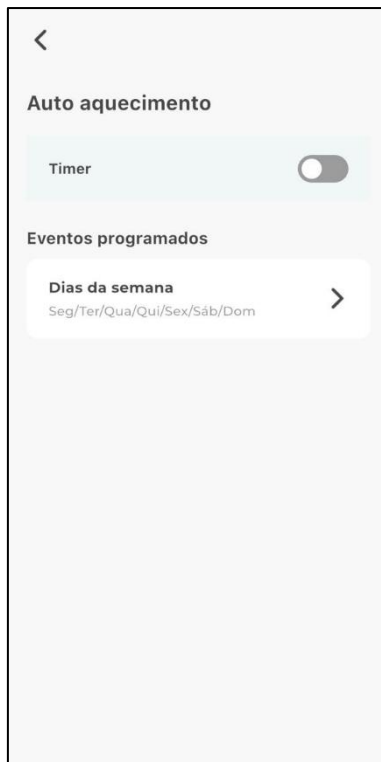 Auto aquecimento
Timer
Eventos programados
Dias da semana
Seg/Ter/Qua/Qui/Sex/Sáb/Dom